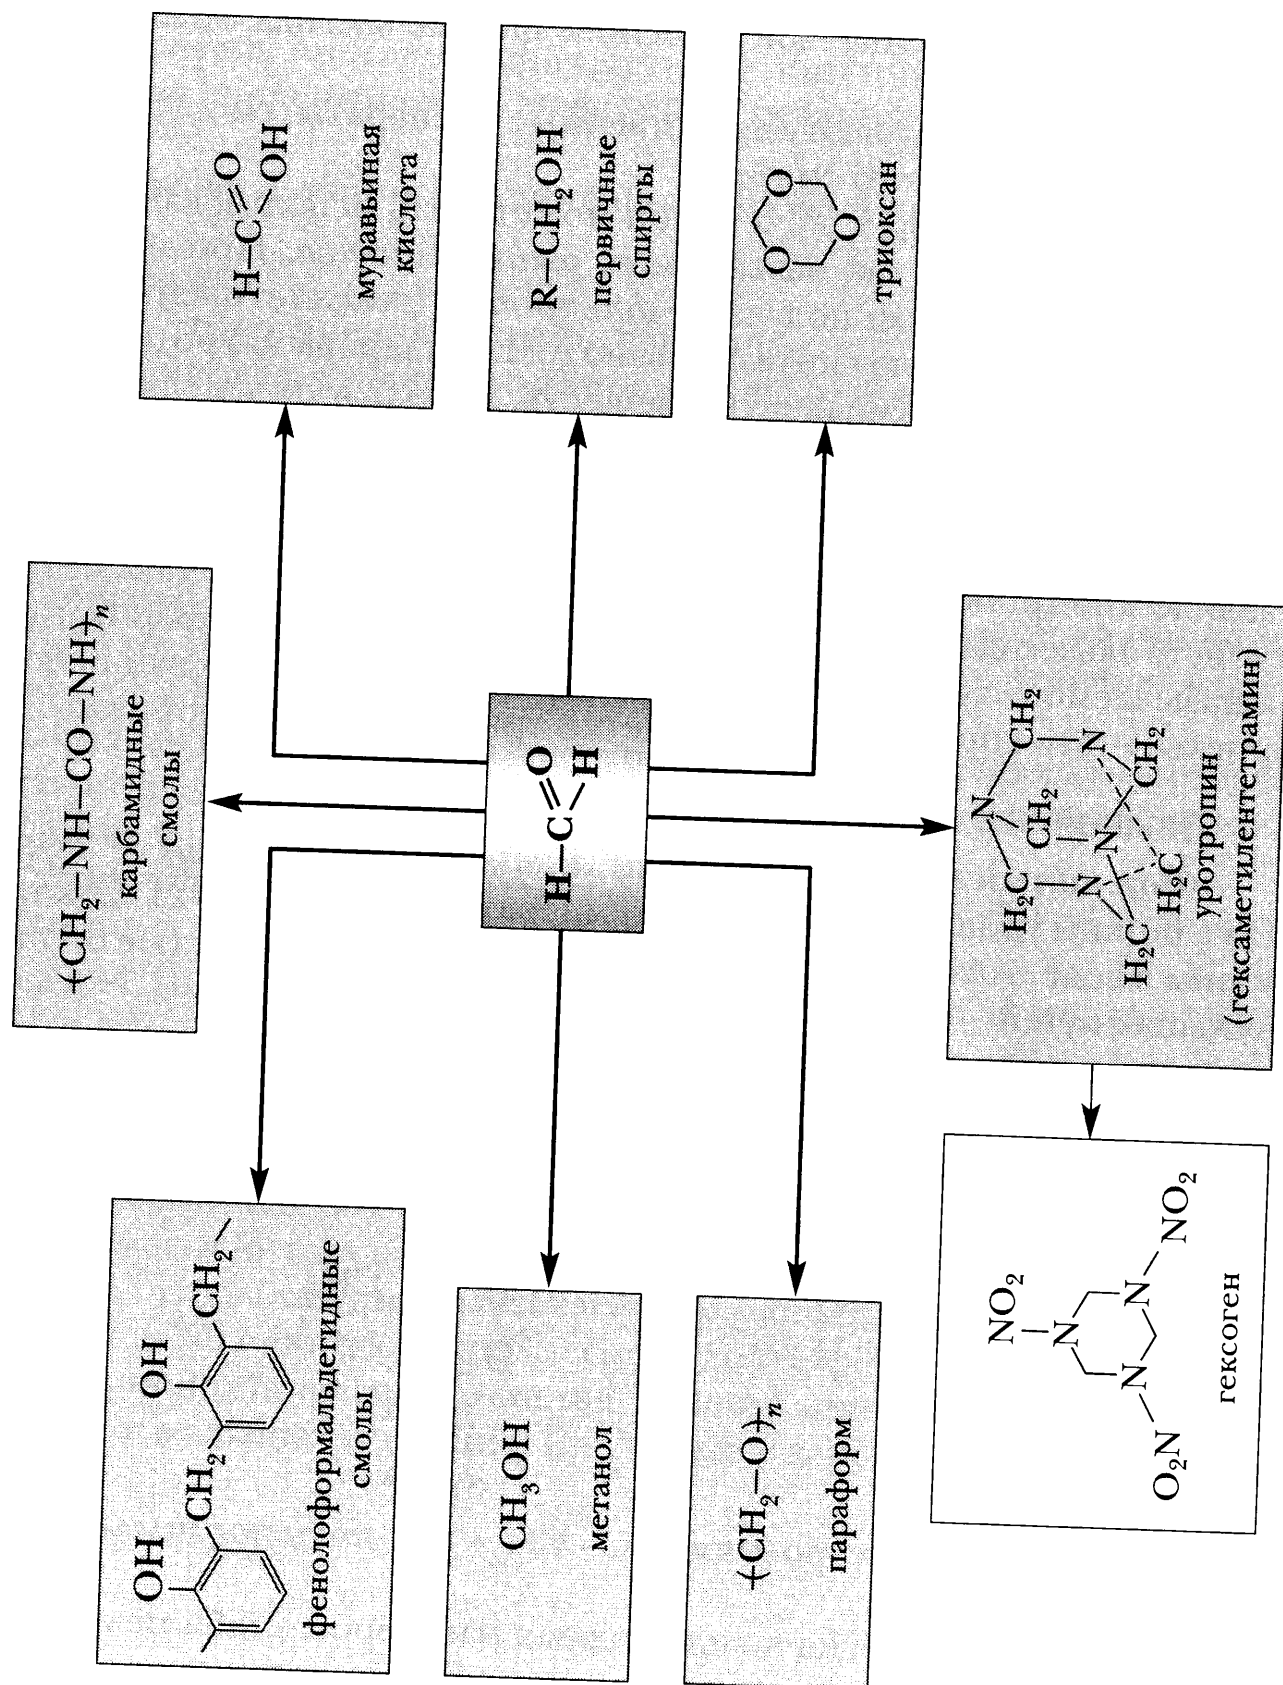 (–CH₂–NH–CO–NH–)ₙ
карбамидные
смолы
OH
OH
CH₂
CH₂
фенолоформальдегидные
смолы
H–C
O
OH
муравьиная
кислота
CH₃OH
метанол
H–C
O
H
R–CH₂OH
первичные
спирты
(–CH₂–O–)ₙ
параформ
O
O
O
триоксан
NO₂
N
N
N
O₂N
NO₂
гексоген
N
H₂C
CH₂
CH₂
N
N
N
H₂C
H₂C
CH₂
уротропин
(гексаметилентетрамин)